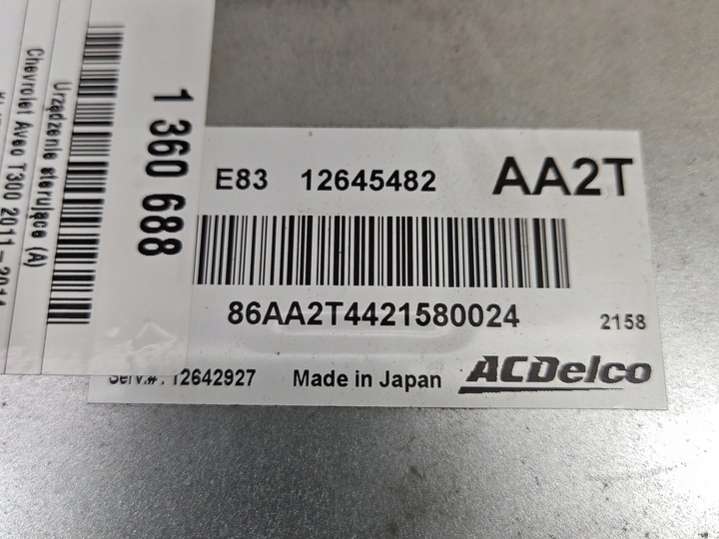 E83 12645482 AA2T
86AA2T4421580024 2158
Serv.#: 12642927 Made in Japan ACDelco
1 360 688
Urządzenie sterujące (A)
Chevrolet Aveo T300 2011-2014